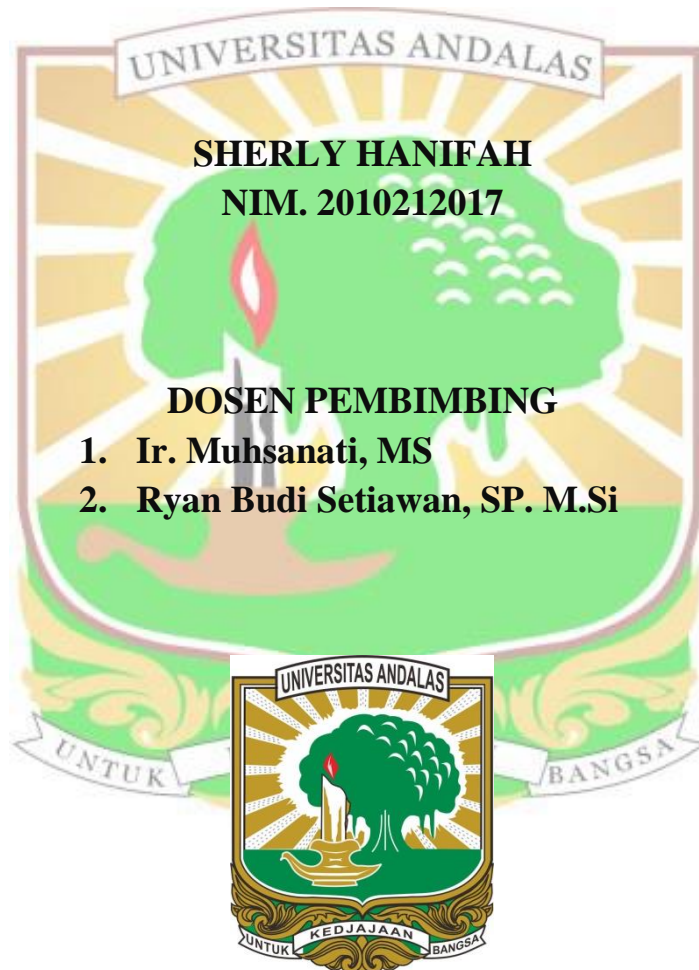 UNIVERSITAS ANDALAS
SHERLY HANIFAH
NIM. 2010212017
DOSEN PEMBIMBING
1. Ir. Muhsanati, MS
2. Ryan Budi Setiawan, SP. M.Si
UNIVERSITAS ANDALAS
UNTUK BANGSA
UNTUK KEDJAJAAN BANGSA